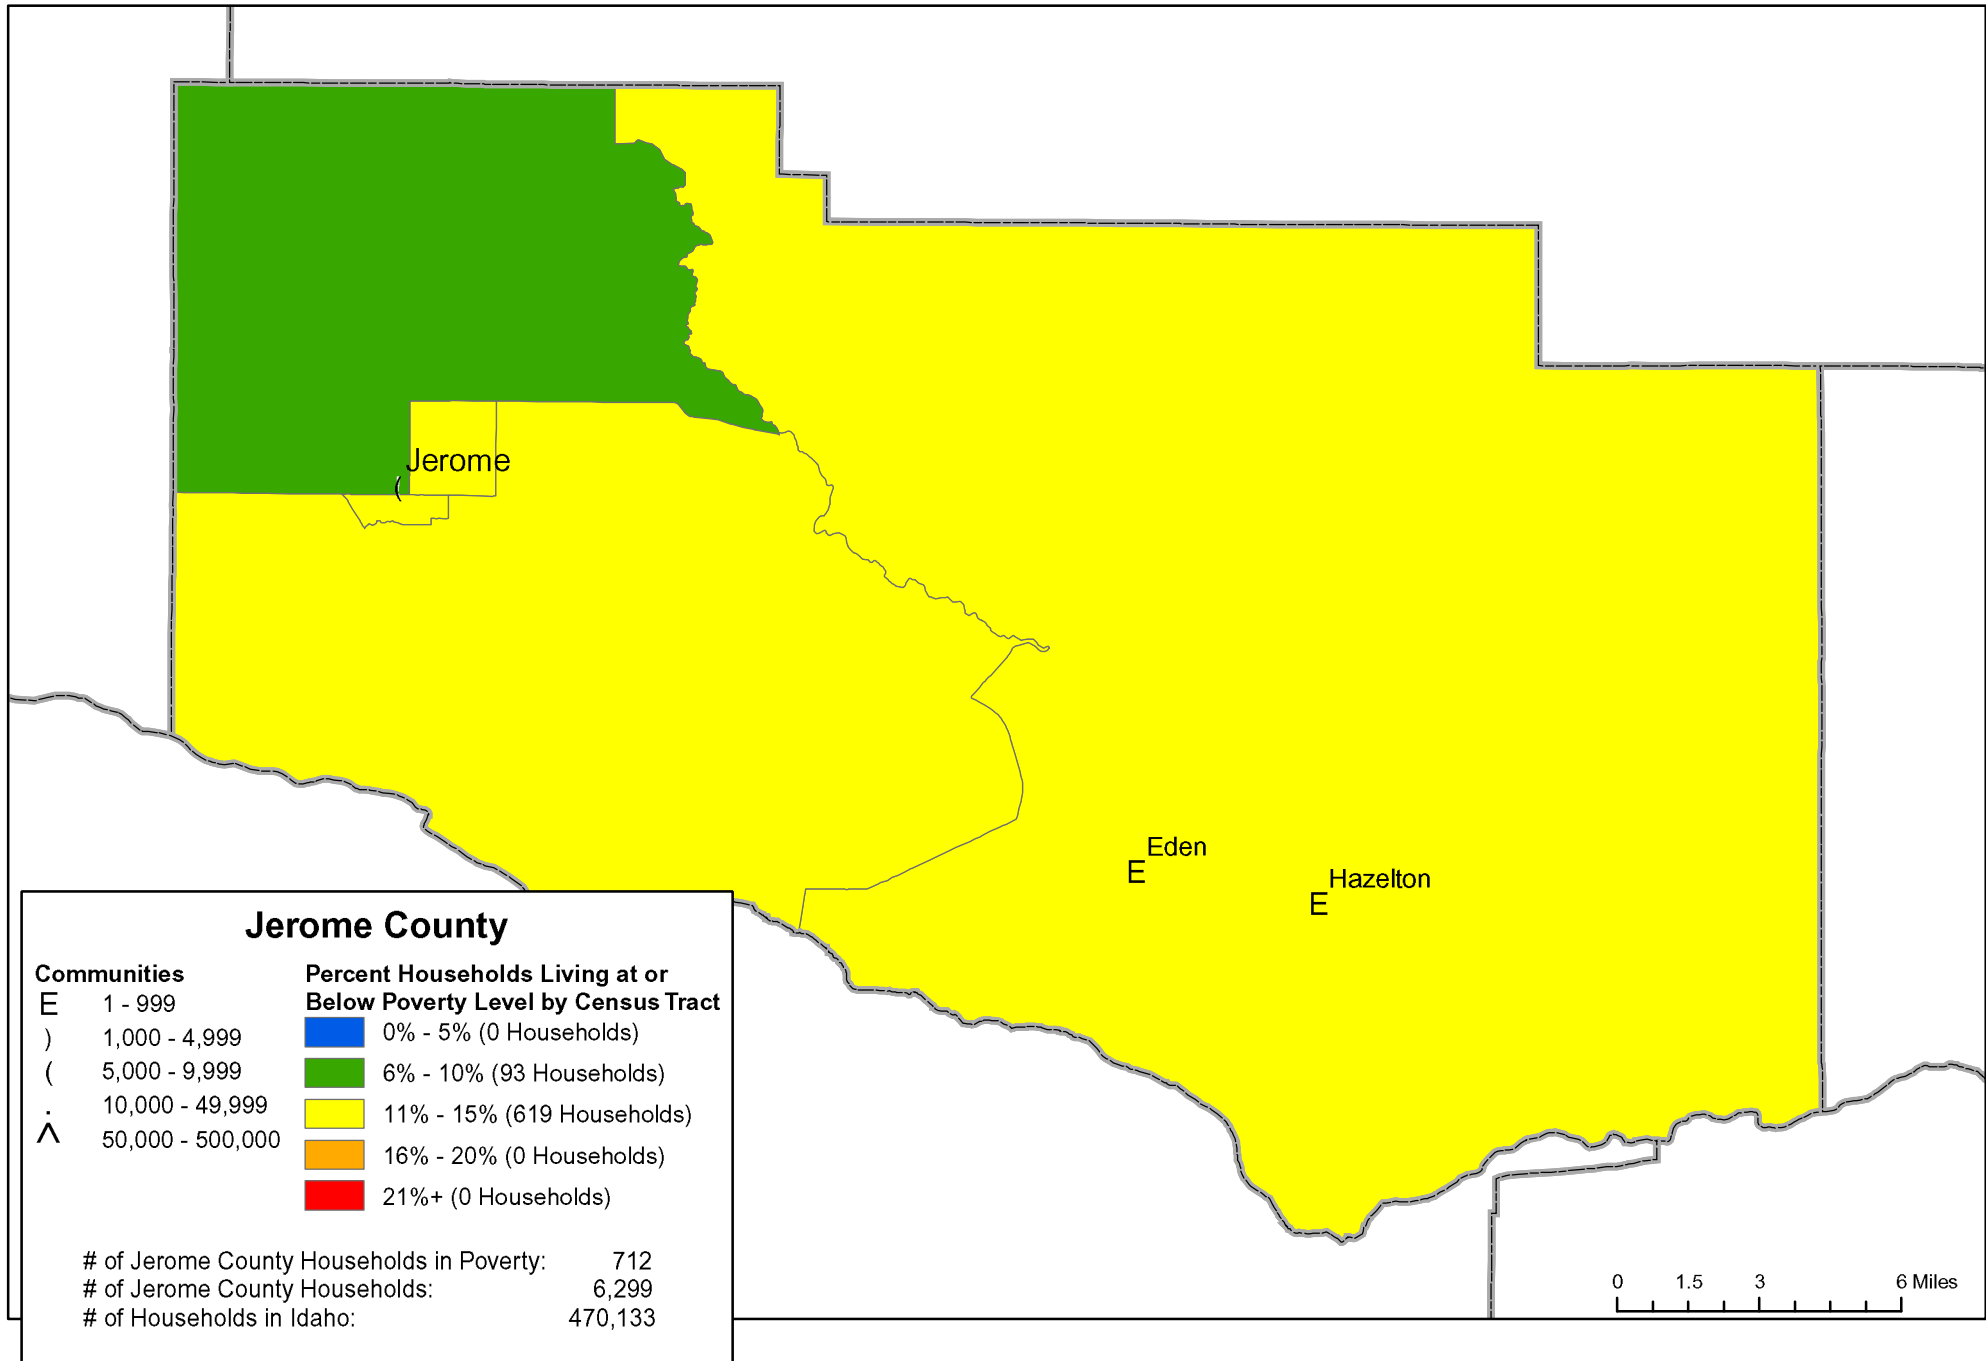 Jerome
(
Eden
E
Hazelton
E
Jerome County
Communities
E 1 - 999
) 1,000 - 4,999
( 5,000 - 9,999
. 10,000 - 49,999
^ 50,000 - 500,000
Percent Households Living at or
Below Poverty Level by Census Tract
0% - 5% (0 Households)
6% - 10% (93 Households)
11% - 15% (619 Households)
16% - 20% (0 Households)
21%+ (0 Households)
# of Jerome County Households in Poverty: 712
# of Jerome County Households: 6,299
# of Households in Idaho: 470,133
0 1.5 3 6 Miles